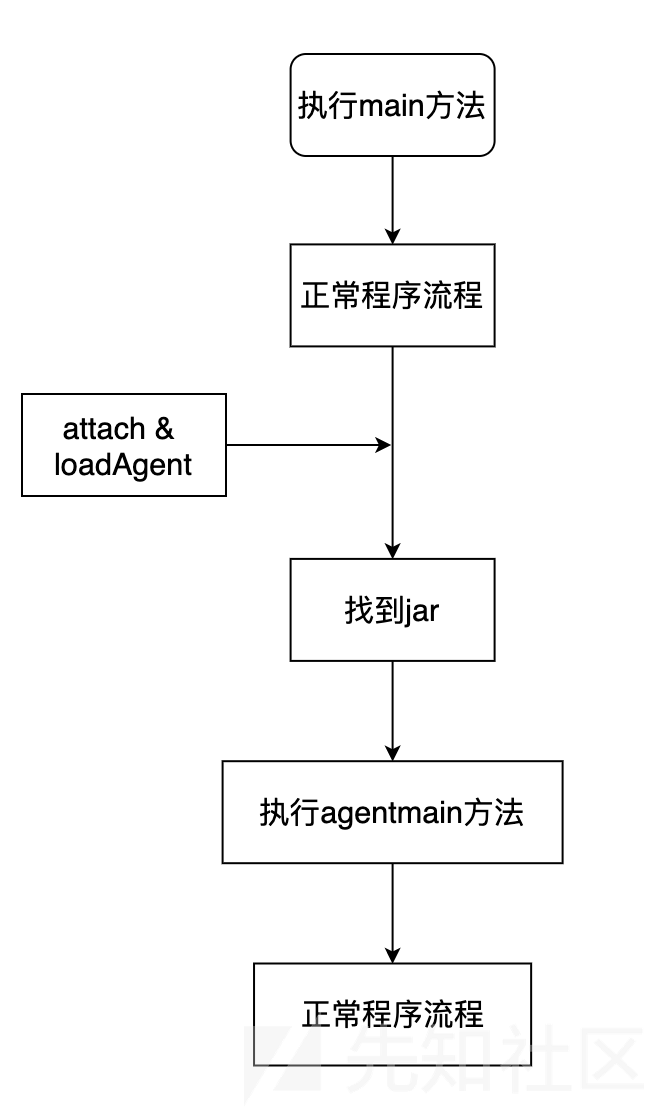 执行main方法
正常程序流程
attach &
loadAgent
找到jar
执行agentmain方法
正常程序流程
先知社区